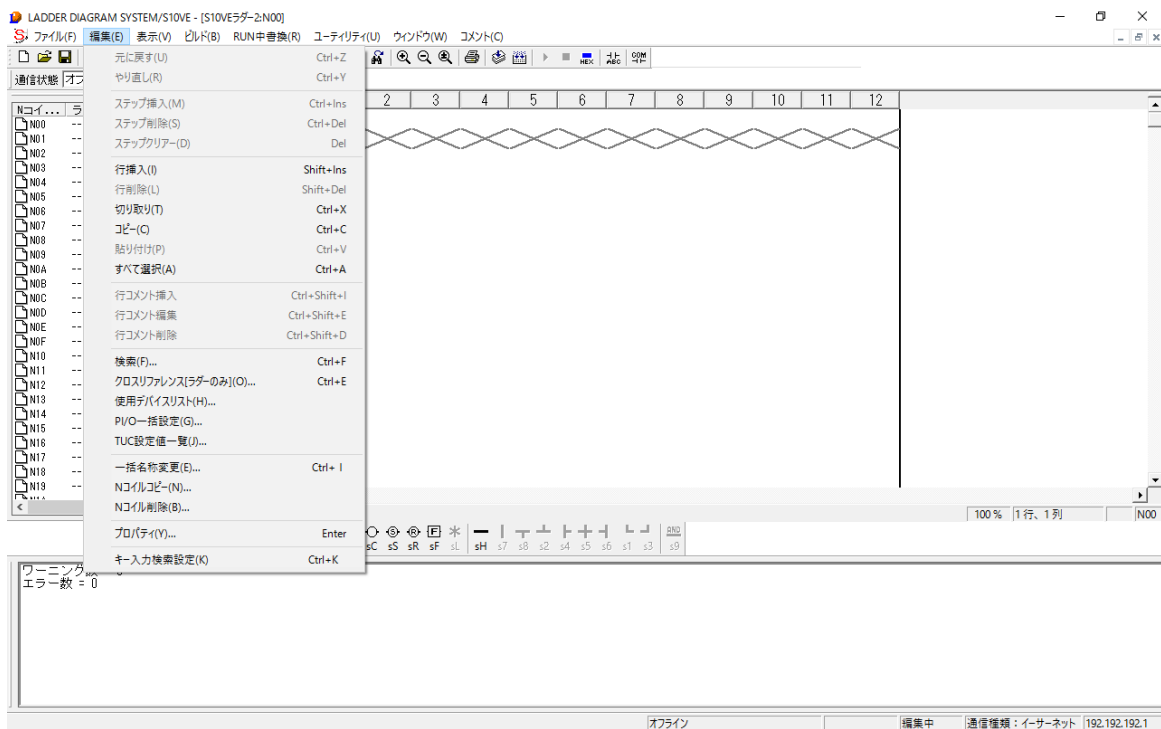 LADDER DIAGRAM SYSTEM/S10VE - [S10VEラダー2:N00]
ファイル(F) 編集(E) 表示(V) ビルド(B) RUN中書換(R) ユーティリティ(U) ウィンドウ(W) コメント(C)
HEX ABC COM
通信状態 オフ
元に戻す(U) Ctrl+Z
やり直し(R) Ctrl+Y
ステップ挿入(M) Ctrl+Ins
ステップ削除(S) Ctrl+Del
ステップクリアー(D) Del
行挿入(I) Shift+Ins
行削除(L) Shift+Del
切り取り(T) Ctrl+X
コピー(C) Ctrl+C
貼り付け(P) Ctrl+V
すべて選択(A) Ctrl+A
行コメント挿入 Ctrl+Shift+I
行コメント編集 Ctrl+Shift+E
行コメント削除 Ctrl+Shift+D
検索(F)... Ctrl+F
クロスリファレンス[ラダーのみ](O)... Ctrl+E
使用デバイスリスト(H)...
PI/O一括設定(G)...
TUC設定値一覧(J)...
一括名称変更(E)... Ctrl+ I
Nコイルコピー(N)...
Nコイル削除(B)...
プロパティ(Y)... Enter
キー入力検索設定(K) Ctrl+K
2 3 4 5 6 7 8 9 10 11 12
Nコイ... ラ
N00 --
N01 --
N02 --
N03 --
N04 --
N05 --
N06 --
N07 --
N08 --
N09 --
N0A --
N0B --
N0C --
N0D --
N0E --
N0F --
N10 --
N11 --
N12 --
N13 --
N14 --
N15 --
N16 --
N17 --
N18 --
N19 --
100 % 1行、1列 N00
sC sS sR sF sL sH s7 s8 s2 s4 s5 s6 s1 s3 s9
AND
ワーニング数
エラー数 = 0
オフライン 編集中 通信種類：イーサーネット 192.192.192.1